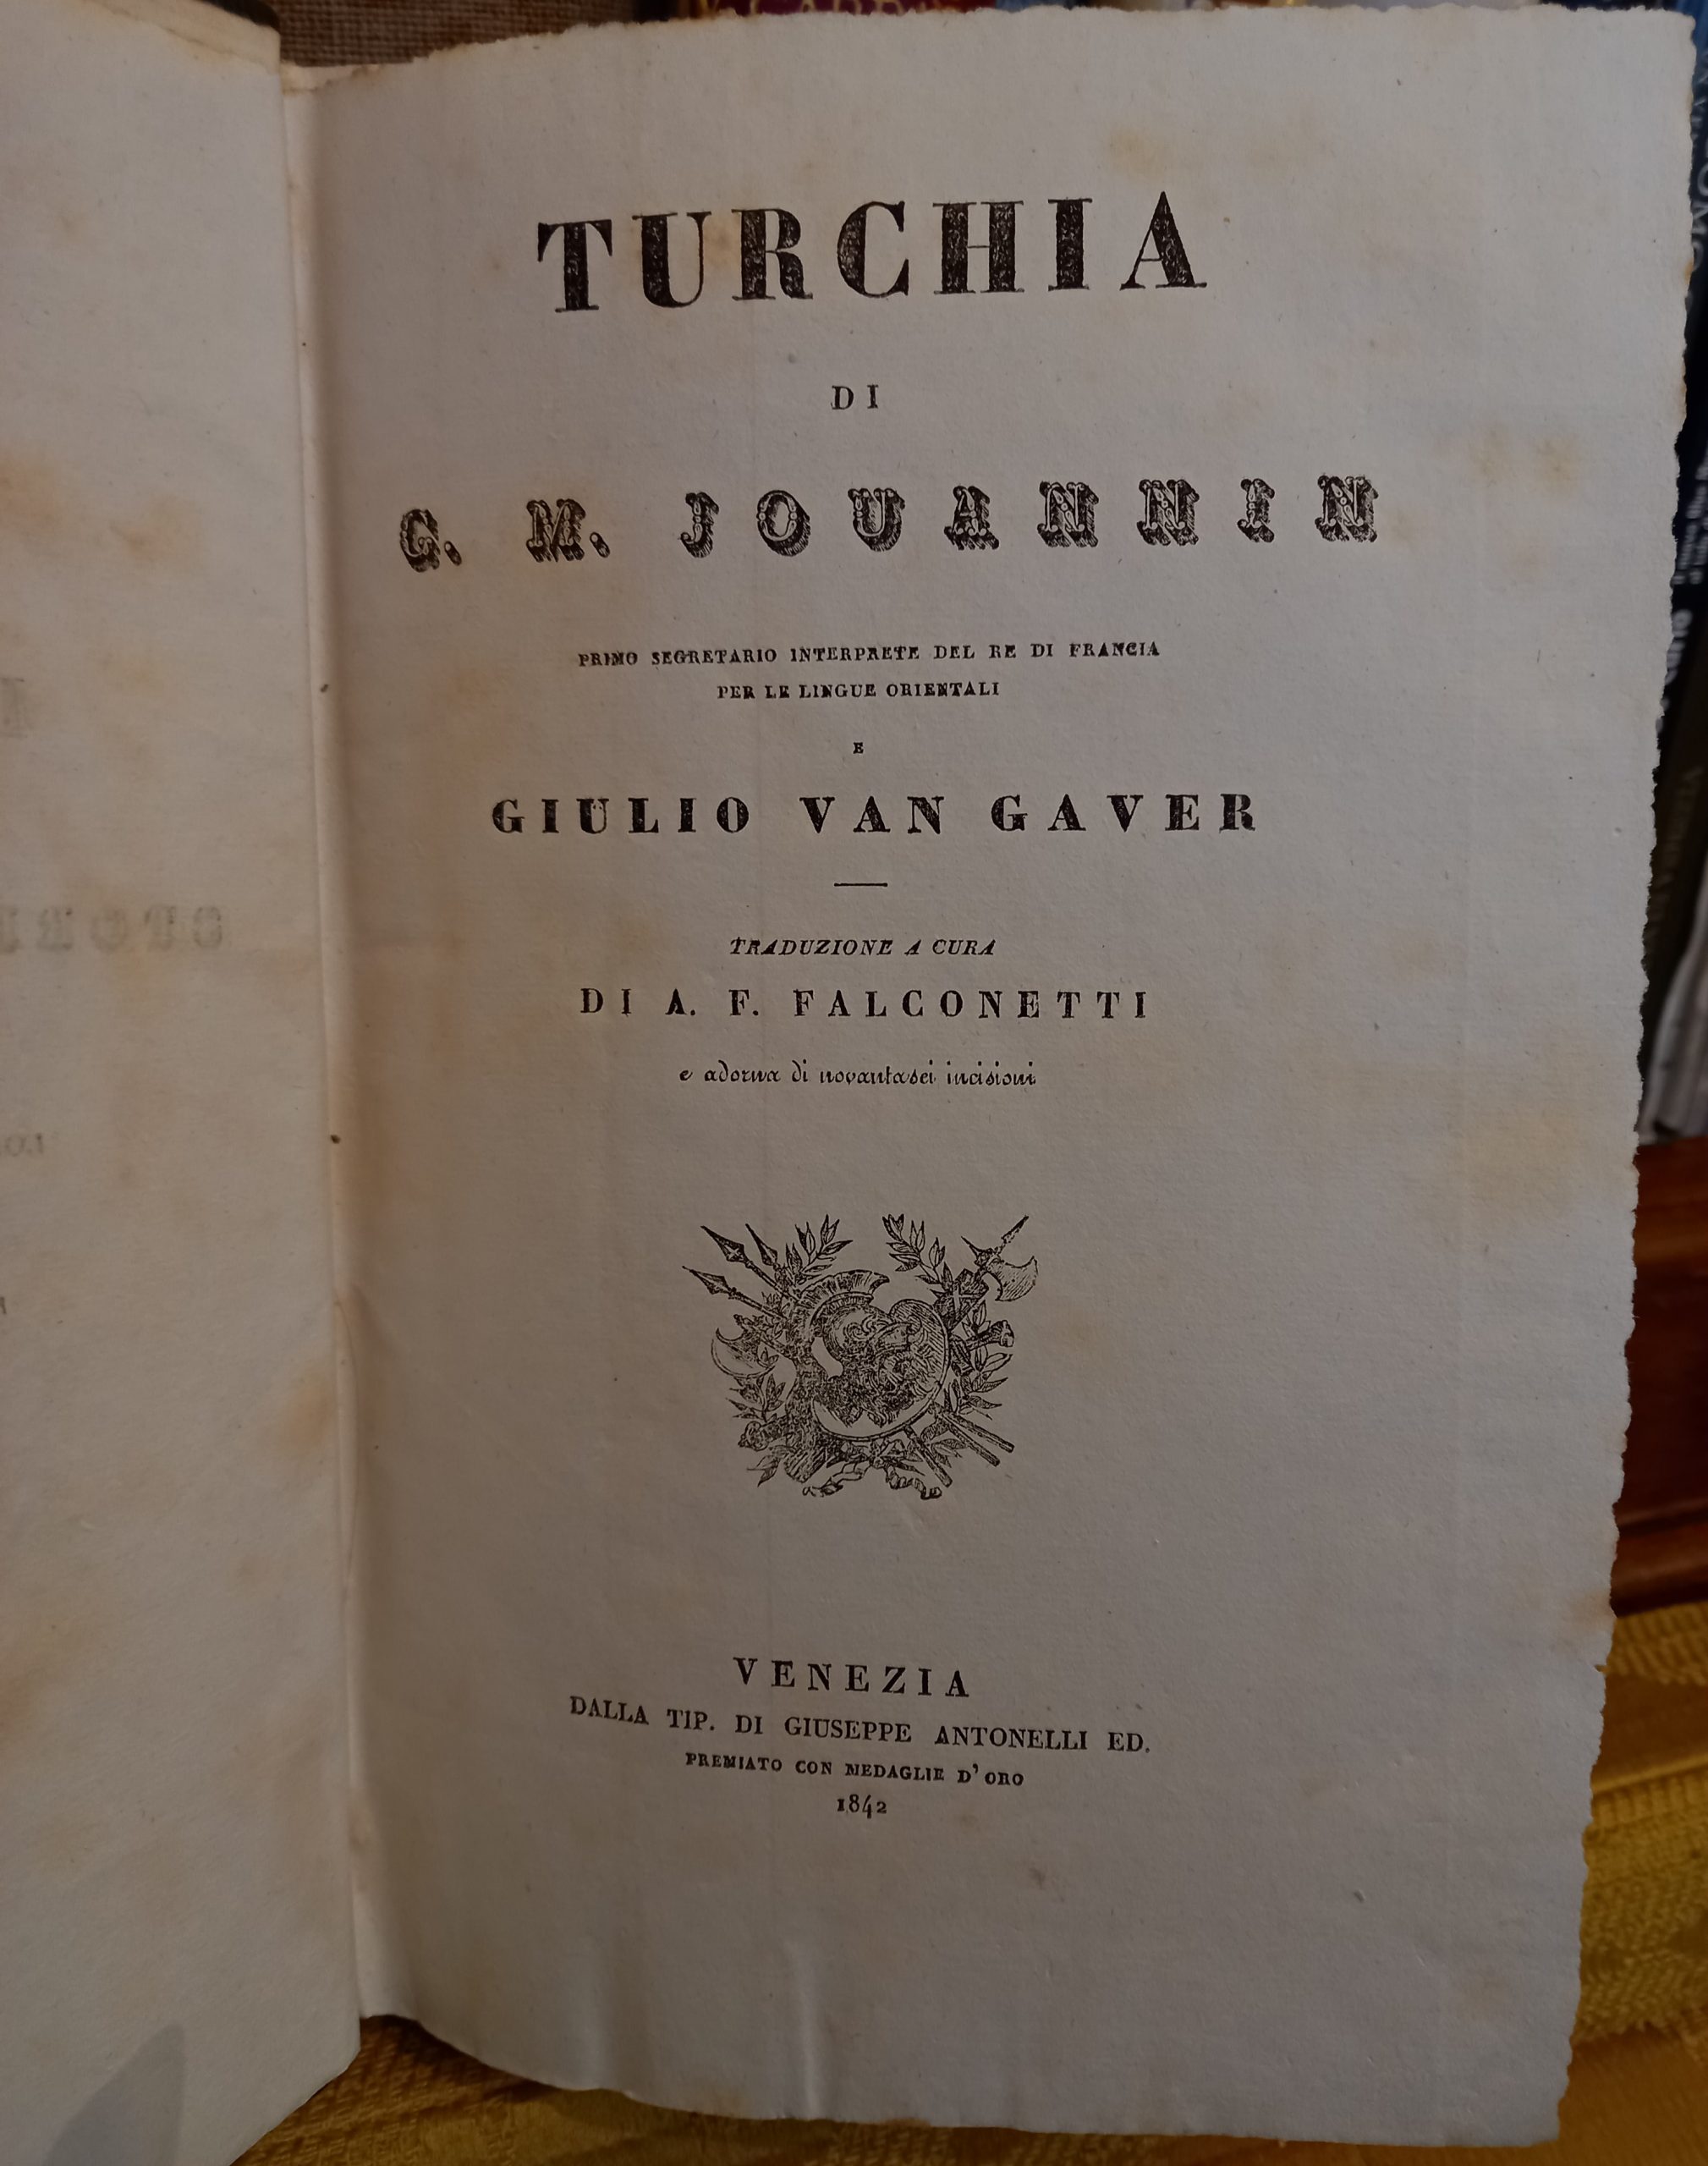 TURCHIA
DI
G. M. JOUANNIN
PRIMO SEGRETARIO INTERPRETE DEL RE DI FRANCIA
PER LE LINGUE ORIENTALI
E
GIULIO VAN GAVER
TRADUZIONE A CURA
DI A. F. FALCONETTI
e adorna di novantasei incisioni
VENEZIA
DALLA TIP. DI GIUSEPPE ANTONELLI ED.
PREMIATO CON MEDAGLIE D'ORO
1842